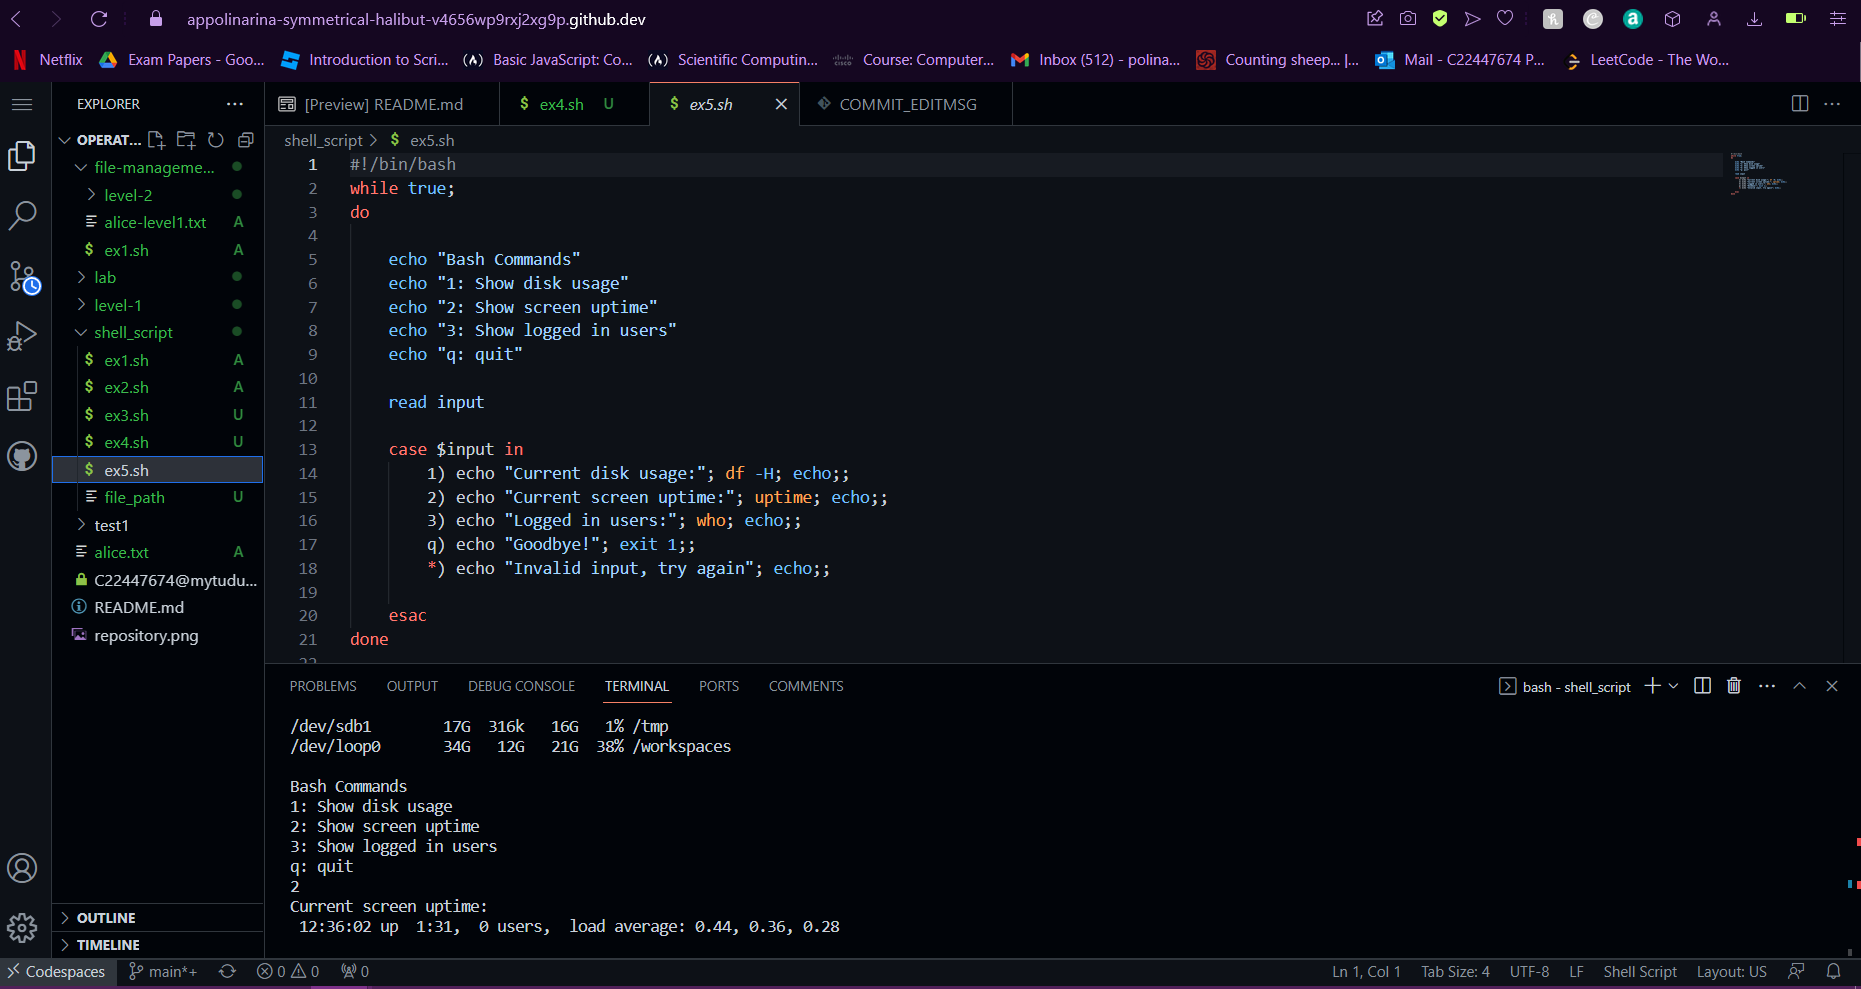 appolinarina-symmetrical-halibut-v4656wp9rxj2xg9p.github.dev
Netflix Exam Papers - Goo... Introduction to Scri... Basic JavaScript: Co... Scientific Computin... Course: Computer... Inbox (512) - polina... Counting sheep... |... Mail - C22447674 P... LeetCode - The Wo...
EXPLORER
[Preview] README.md $ ex4.sh U $ ex5.sh COMMIT_EDITMSG
OPERAT...
shell_script > $ ex5.sh
file-manageme...
level-2
alice-level1.txt A
$ ex1.sh A
lab
level-1
shell_script
$ ex1.sh A
$ ex2.sh A
$ ex3.sh U
$ ex4.sh U
$ ex5.sh
file_path U
test1
alice.txt A
C22447674@mytudu...
README.md
repository.png
OUTLINE
TIMELINE
1 #!/bin/bash
2 while true;
3 do
4
5 echo "Bash Commands"
6 echo "1: Show disk usage"
7 echo "2: Show screen uptime"
8 echo "3: Show logged in users"
9 echo "q: quit"
10
11 read input
12
13 case $input in
14 1) echo "Current disk usage:"; df -H; echo;;
15 2) echo "Current screen uptime:"; uptime; echo;;
16 3) echo "Logged in users:"; who; echo;;
17 q) echo "Goodbye!"; exit 1;;
18 *) echo "Invalid input, try again"; echo;;
19
20 esac
21 done
22
PROBLEMS OUTPUT DEBUG CONSOLE TERMINAL PORTS COMMENTS
bash - shell_script
/dev/sdb1 17G 316k 16G 1% /tmp
/dev/loop0 34G 12G 21G 38% /workspaces
Bash Commands
1: Show disk usage
2: Show screen uptime
3: Show logged in users
q: quit
2
Current screen uptime:
12:36:02 up 1:31, 0 users, load average: 0.44, 0.36, 0.28
Codespaces main*+ 0 0 0
Ln 1, Col 1 Tab Size: 4 UTF-8 LF Shell Script Layout: US